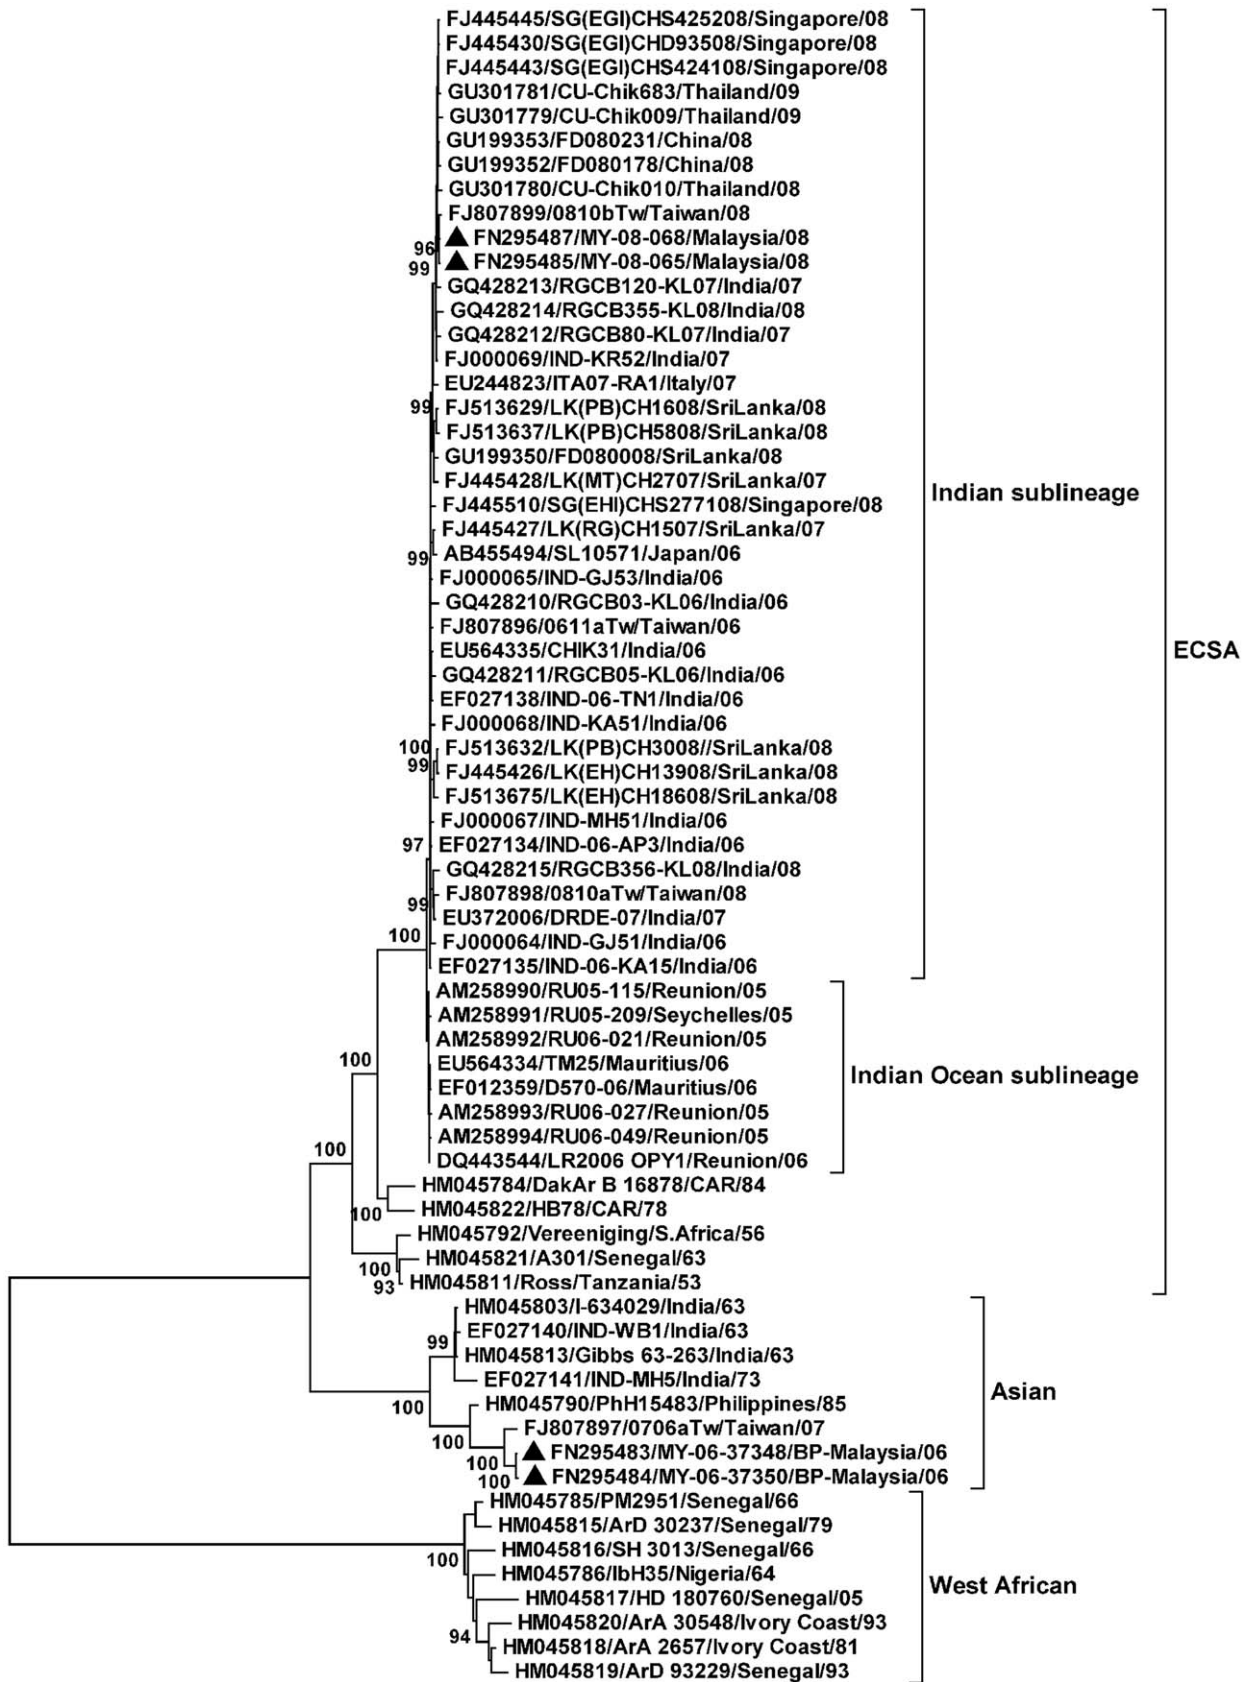 FJ445445/SG(EGI)CHS425208/Singapore/08
FJ445430/SG(EGI)CHD93508/Singapore/08
FJ445443/SG(EGI)CHS424108/Singapore/08
GU301781/CU-Chik683/Thailand/09
GU301779/CU-Chik009/Thailand/09
GU199353/FD080231/China/08
GU199352/FD080178/China/08
GU301780/CU-Chik010/Thailand/08
FJ807899/0810bTw/Taiwan/08
96 FN295487/MY-08-068/Malaysia/08
99 FN295485/MY-08-065/Malaysia/08
GQ428213/RGCB120-KL07/India/07
GQ428214/RGCB355-KL08/India/08
GQ428212/RGCB80-KL07/India/07
FJ000069/IND-KR52/India/07
EU244823/ITA07-RA1/Italy/07
99 FJ513629/LK(PB)CH1608/SriLanka/08
FJ513637/LK(PB)CH5808/SriLanka/08
GU199350/FD080008/SriLanka/08
FJ445428/LK(MT)CH2707/SriLanka/07
Indian sublineage
FJ445510/SG(EHI)CHS277108/Singapore/08
FJ445427/LK(RG)CH1507/SriLanka/07
99 AB455494/SL10571/Japan/06
FJ000065/IND-GJ53/India/06
GQ428210/RGCB03-KL06/India/06
FJ807896/0611aTw/Taiwan/06
EU564335/CHIK31/India/06
ECSA
GQ428211/RGCB05-KL06/India/06
EF027138/IND-06-TN1/India/06
FJ000068/IND-KA51/India/06
100 FJ513632/LK(PB)CH3008//SriLanka/08
99 FJ445426/LK(EH)CH13908/SriLanka/08
FJ513675/LK(EH)CH18608/SriLanka/08
FJ000067/IND-MH51/India/06
97 EF027134/IND-06-AP3/India/06
GQ428215/RGCB356-KL08/India/08
FJ807898/0810aTw/Taiwan/08
99 EU372006/DRDE-07/India/07
100 FJ000064/IND-GJ51/India/06
EF027135/IND-06-KA15/India/06
AM258990/RU05-115/Reunion/05
AM258991/RU05-209/Seychelles/05
AM258992/RU06-021/Reunion/05
100 EU564334/TM25/Mauritius/06
Indian Ocean sublineage
EF012359/D570-06/Mauritius/06
AM258993/RU06-027/Reunion/05
AM258994/RU06-049/Reunion/05
100 DQ443544/LR2006 OPY1/Reunion/06
HM045784/DakAr B 16878/CAR/84
100 HM045822/HB78/CAR/78
HM045792/Vereeniging/S.Africa/56
HM045821/A301/Senegal/63
100
93 HM045811/Ross/Tanzania/53
HM045803/I-634029/India/63
EF027140/IND-WB1/India/63
99 HM045813/Gibbs 63-263/India/63
EF027141/IND-MH5/India/73
Asian
100 HM045790/PhH15483/Philippines/85
FJ807897/0706aTw/Taiwan/07
100 FN295483/MY-06-37348/BP-Malaysia/06
100
100 FN295484/MY-06-37350/BP-Malaysia/06
HM045785/PM2951/Senegal/66
HM045815/ArD 30237/Senegal/79
HM045816/SH 3013/Senegal/66
100
HM045786/IbH35/Nigeria/64
West African
HM045817/HD 180760/Senegal/05
HM045820/ArA 30548/Ivory Coast/93
94 HM045818/ArA 2657/Ivory Coast/81
HM045819/ArD 93229/Senegal/93